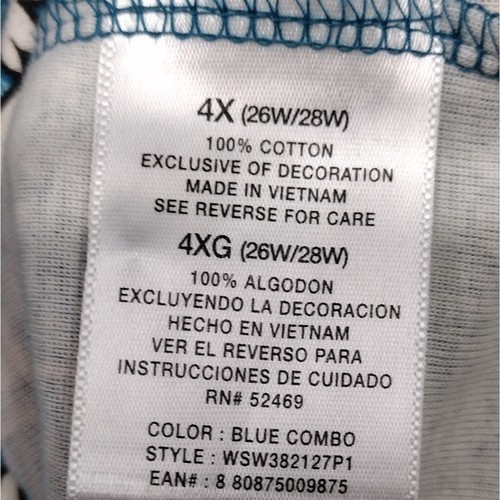 4X (26W/28W)
100% COTTON
EXCLUSIVE OF DECORATION
MADE IN VIETNAM
SEE REVERSE FOR CARE
4XG (26W/28W)
100% ALGODON
EXCLUYENDO LA DECORACION
HECHO EN VIETNAM
VER EL REVERSO PARA
INSTRUCCIONES DE CUIDADO
RN# 52469
COLOR : BLUE COMBO
STYLE : WSW382127P1
EAN# : 8 80875009875